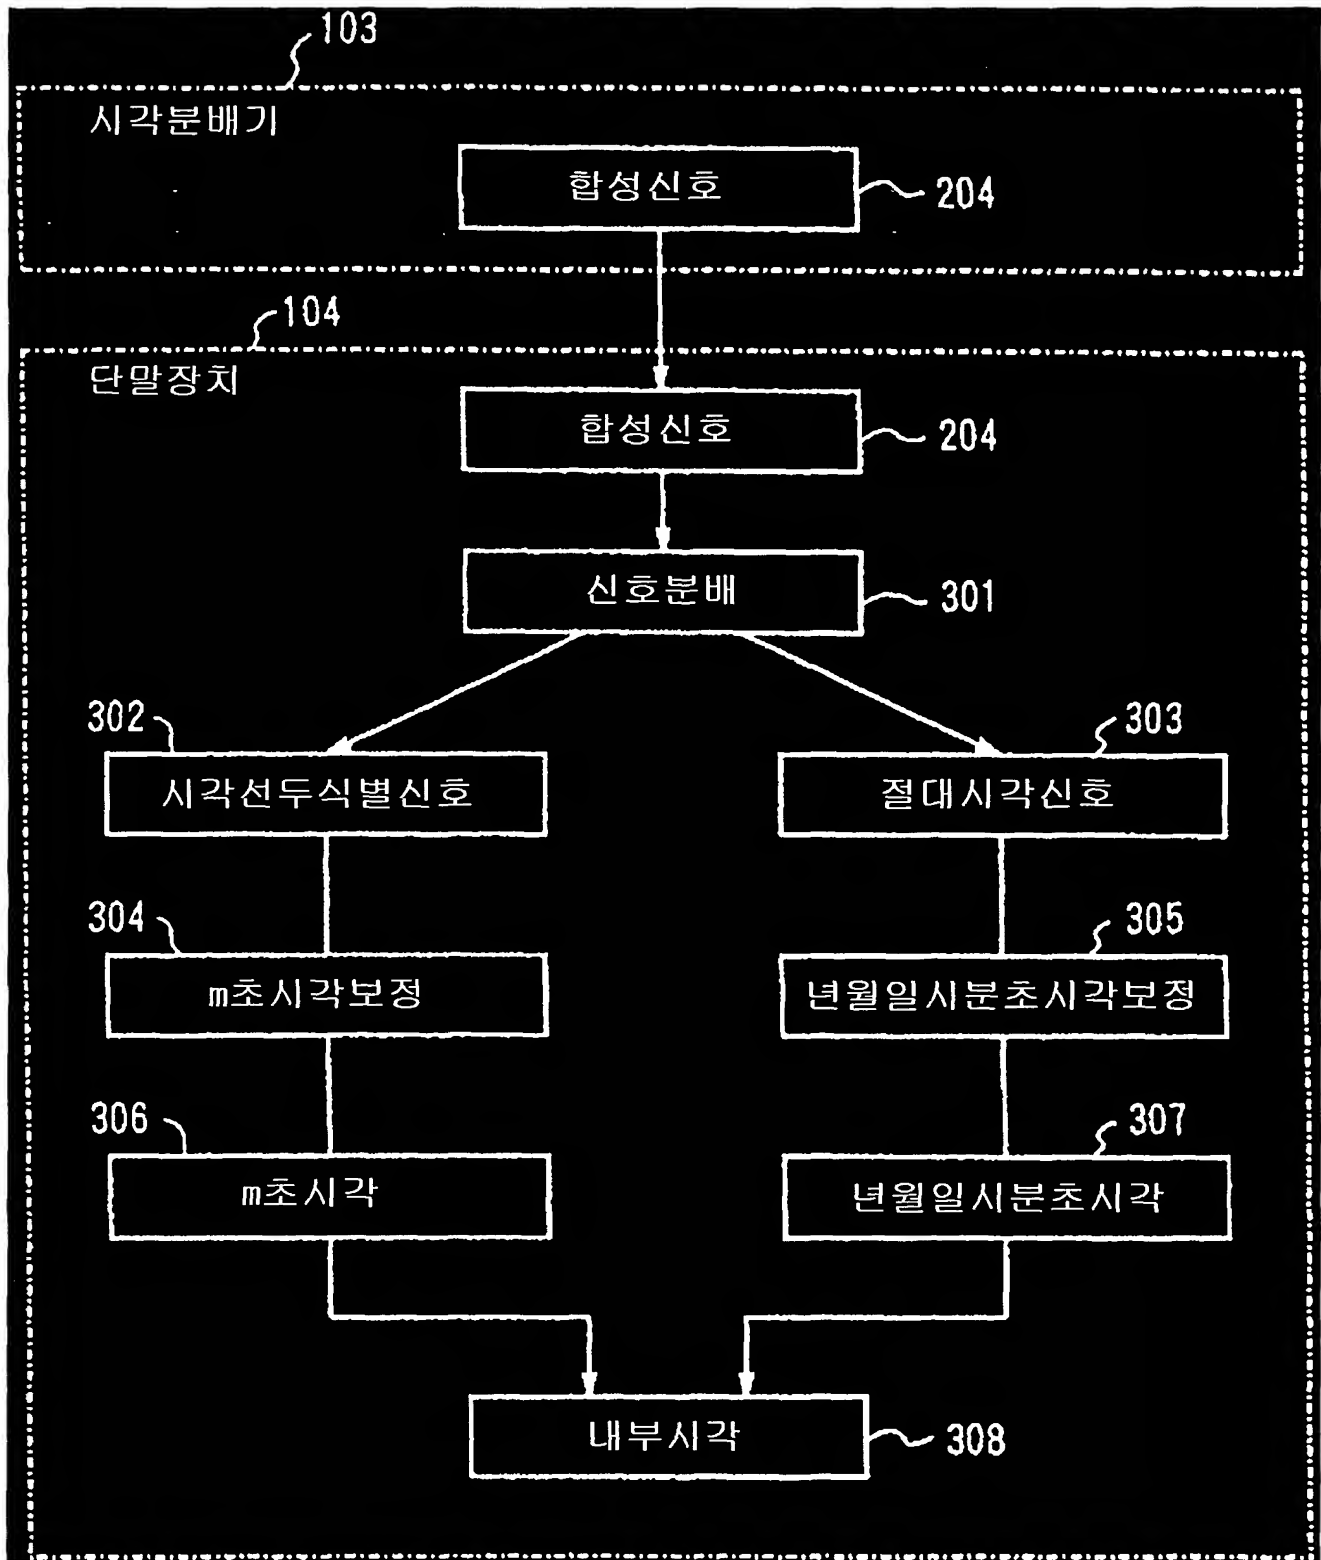 103
시각분배기
합성신호
204
104
단말장치
합성신호
204
신호분배
301
302
303
시각선두식별신호
절대시각신호
304
305
m초시각보정
년월일시분초시각보정
306
307
m초시각
년월일시분초시각
내부시각
308